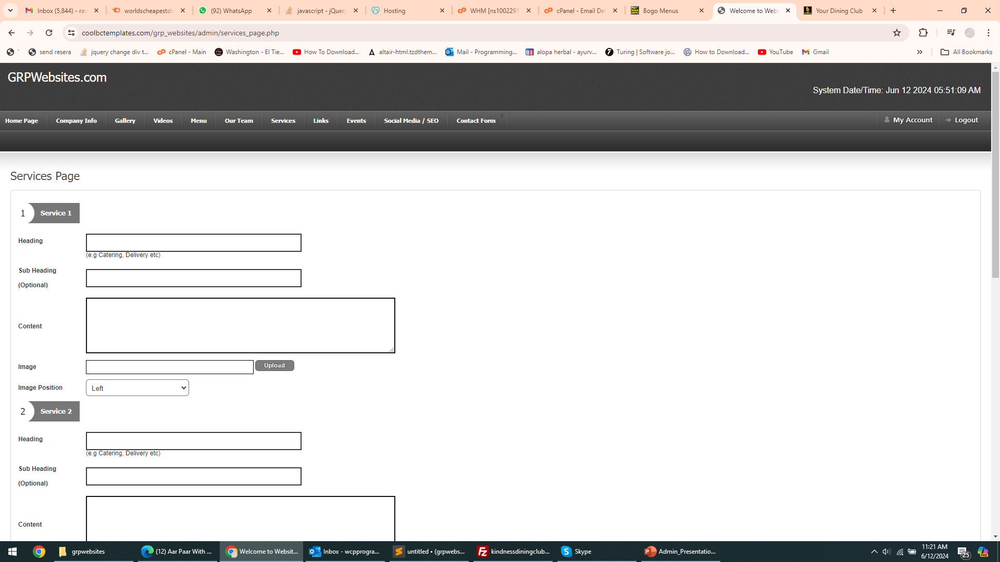 Inbox (5,844) - rav
worldscheapestdi
(92) WhatsApp
javascript - jQuery
Hosting
WHM [ns1002291
cPanel - Email De
Bogo Menus
Welcome to Webs
Your Dining Club
coolbctemplates.com/grp_websites/admin/services_page.php
send resera
jquery change div t...
cPanel - Main
Washington - El Tie...
How To Download...
altair-html.tzdthem...
Mail - Programming...
alopa herbal - ayurv...
Turing | Software jo...
How to Download...
YouTube
Gmail
All Bookmarks
GRPWebsites.com
System Date/Time: Jun 12 2024 05:51:09 AM
Home Page
Company Info
Gallery
Videos
Menu
Our Team
Services
Links
Events
Social Media / SEO
Contact Form
s
My Account
Logout
Services Page
1 Service 1
Heading
(e.g Catering, Delivery etc)
Sub Heading
(Optional)
Content
Image
Upload
Image Position
Left
2 Service 2
Heading
(e.g Catering, Delivery etc)
Sub Heading
(Optional)
Content
grpwebsites
(12) Aar Paar With ...
Welcome to Websit...
Inbox - wcpprogra...
untitled • (grpwebs...
kindnessdiningclub...
Skype
Admin_Presentatio...
11:21 AM
6/12/2024
25